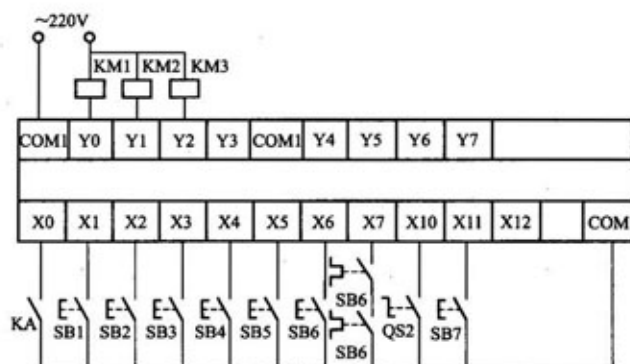 ~220V
KM1 KM2 KM3
COM1 Y0 Y1 Y2 Y3 COM1 Y4 Y5 Y6 Y7
X0 X1 X2 X3 X4 X5 X6 X7 X10 X11 X12 COM
SB6
KA SB1 SB2 SB3 SB4 SB5 SB6 QS2 SB7
SB6